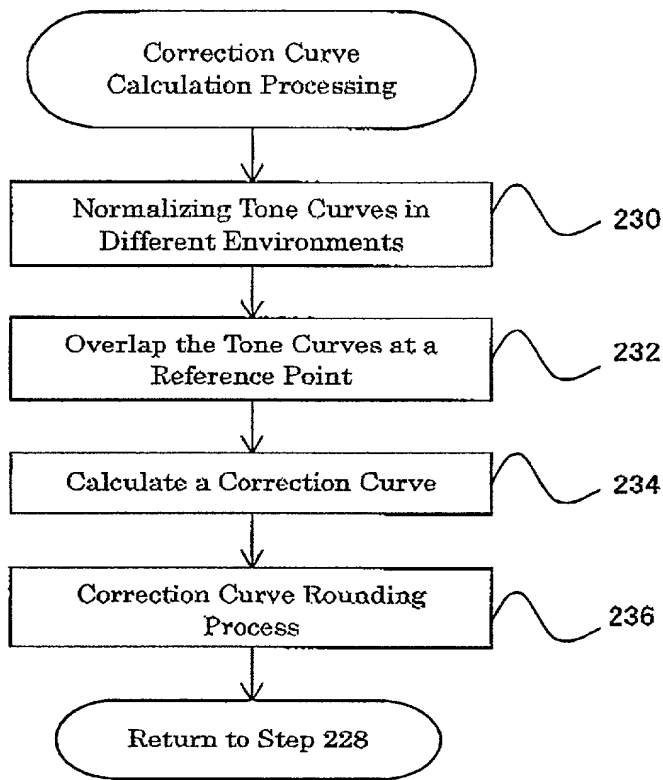 Correction Curve
Calculation Processing
Normalizing Tone Curves in
Different Environments
230
Overlap the Tone Curves at a
Reference Point
232
Calculate a Correction Curve
234
Correction Curve Rounding
Process
236
Return to Step 228